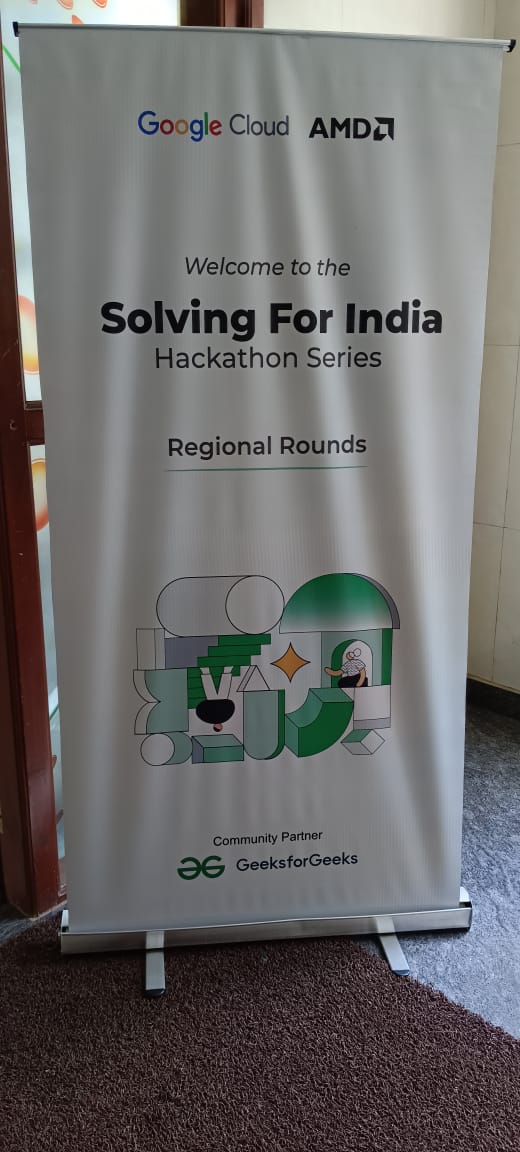 Google Cloud AMD
Welcome to the
Solving For India
Hackathon Series
Regional Rounds
Community Partner
GeeksforGeeks